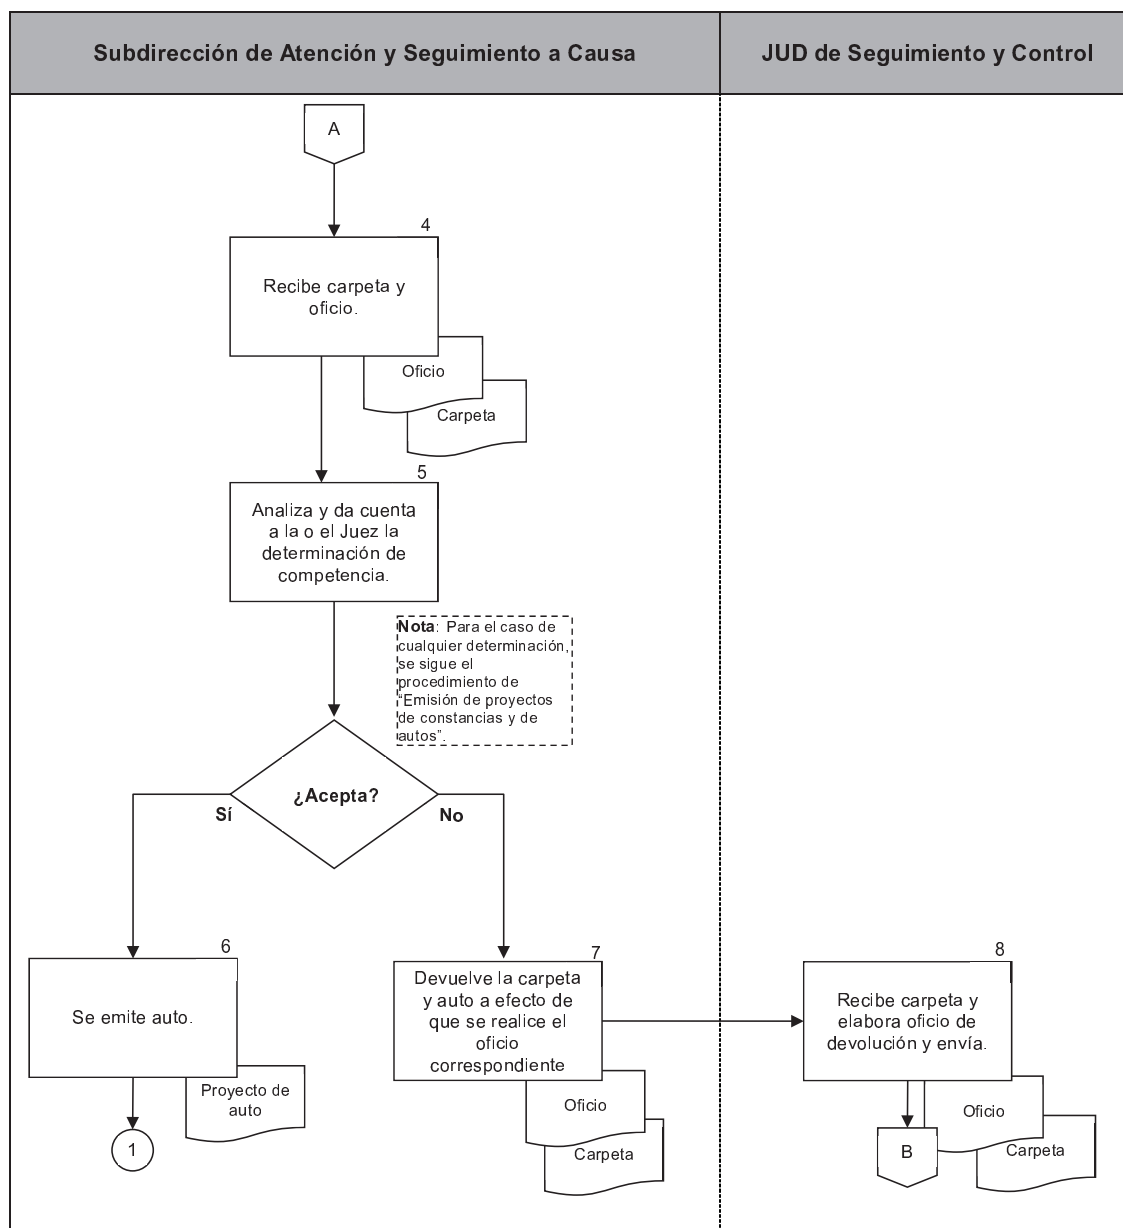 Subdirección de Atención y Seguimiento a Causa
JUD de Seguimiento y Control
A
4
Recibe carpeta y
oficio.
Oficio
Carpeta
5
Analiza y da cuenta
a la o el Juez la
determinación de
competencia.
Nota: Para el caso de
cualquier determinación,
se sigue el
procedimiento de
“Emisión de proyectos
de constancias y de
autos”.
¿Acepta?
Sí
No
6
Se emite auto.
Proyecto de
auto
1
7
Devuelve la carpeta
y auto a efecto de
que se realice el
oficio
correspondiente
Oficio
Carpeta
8
Recibe carpeta y
elabora oficio de
devolución y envía.
Oficio
Carpeta
B